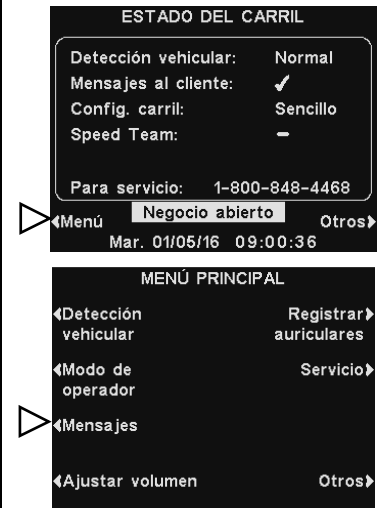 ESTADO DEL CARRIL
Detección vehicular: Normal
Mensajes al cliente: ✓
Config. carril: Sencillo
Speed Team: –
Para servicio: 1-800-848-4468
Menú Negocio abierto Otros
Mar. 01/05/16 09:00:36
MENÚ PRINCIPAL
Detección Registrar
vehicular auriculares
Modo de Servicio
operador
Mensajes
Ajustar volumen Otros